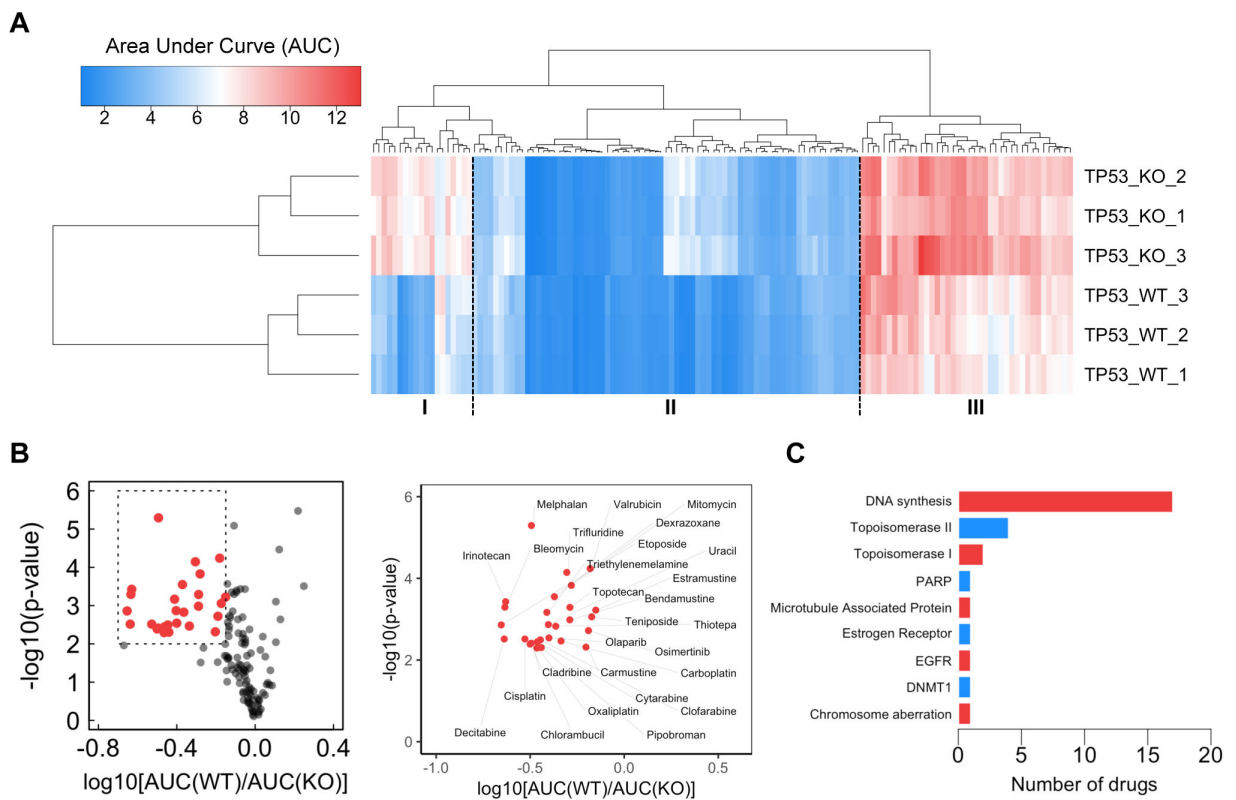 A
Area Under Curve (AUC)
2 4 6 8 10 12
TP53_KO_2
TP53_KO_1
TP53_KO_3
TP53_WT_3
TP53_WT_2
TP53_WT_1
I II III
B
6
5
4
3
2
1
0
-log10(p-value)
-0.8 -0.4 0.0 0.4
log10[AUC(WT)/AUC(KO)]
6
4
2
0
-log10(p-value)
Melphalan Valrubicin Mitomycin
Dexrazoxane
Trifluridine
Etoposide
Irinotecan Bleomycin Uracil
Triethylenemelamine
Estramustine
Topotecan
Bendamustine
Teniposide Thiotepa
Olaparib
Osimertinib
Cladribine Carmustine Carboplatin
Cisplatin Cytarabine
Oxaliplatin Clofarabine
Decitabine Chlorambucil Pipobroman
-1.0 -0.5 0.0 0.5
log10[AUC(WT)/AUC(KO)]
C
DNA synthesis
Topoisomerase II
Topoisomerase I
PARP
Microtubule Associated Protein
Estrogen Receptor
EGFR
DNMT1
Chromosome aberration
0 5 10 15 20
Number of drugs